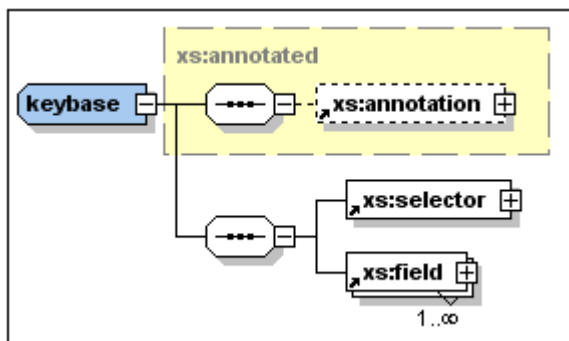 xs:annotated
keybase
xs:annotation
xs:selector
xs:field
1..∞